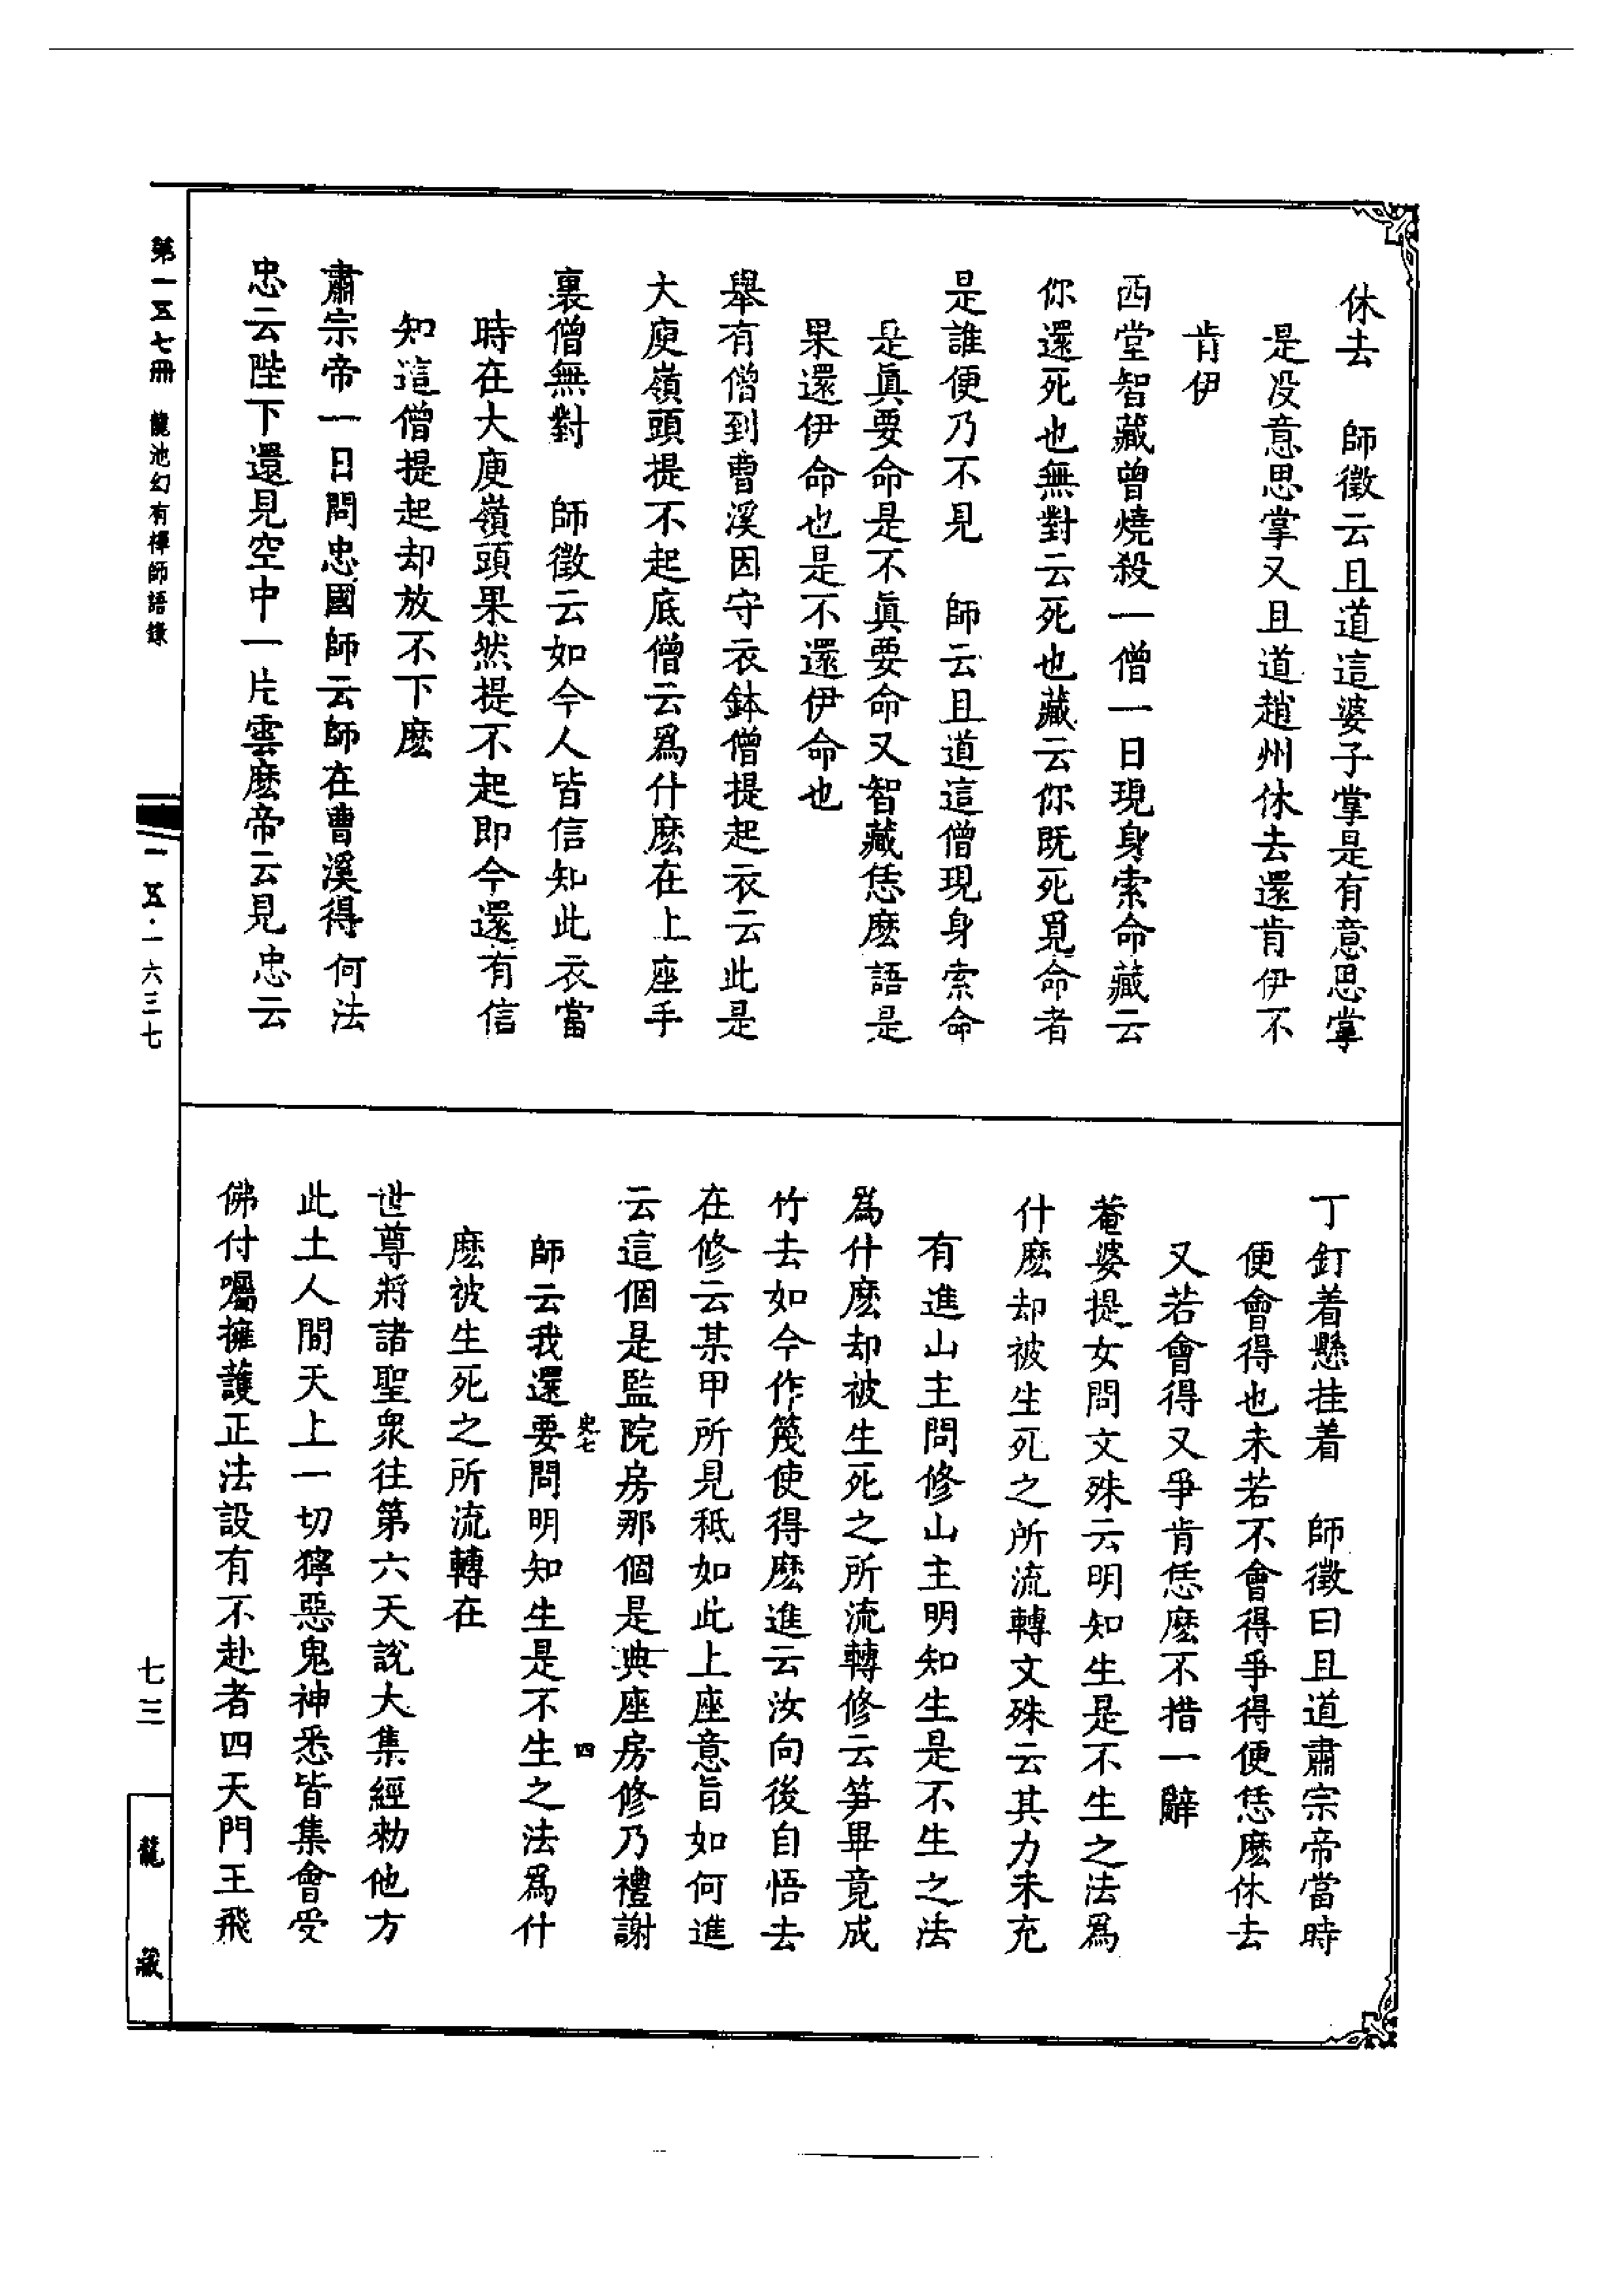 休去　師徵云且道這婆子掌是有意思掌
是没意思掌又且道趙州休去還肯伊不
肯伊
西堂智藏曾燒殺一僧一日現身索命藏云
你還死也無對云死也藏云你既死覓命者
是誰便乃不見　師云且道這僧現身索命
是眞要命是不眞要命又智藏恁麽語是
果還伊命也是不還伊命也
舉有僧到曹溪因守衣鉢僧提起衣云此是
大庾嶺頭提不起底僧云爲什麽在上座手
裏僧無對　師徵云如今人皆信知此衣當
時在大庾嶺頭果然提不起即今還有信
知這僧提起却放不下麽
肅宗帝一日問忠國師云師在曹溪得何法
忠云陛下還見空中一片雲麽帝云見忠云
丁釘着懸挂着　師徵曰且道肅宗帝當時
便會得也未若不會得爭得便恁麽休去
又若會得又爭肯恁麽不措一辭
菴婆提女問文殊云明知生是不生之法爲
什麽却被生死之所流轉文殊云其力未充
有進山主問修山主明知生是不生之法
爲什麽却被生死之所流轉修云笋畢竟成
竹去如今作篾使得麽進云汝向後自悟去
在修云某甲所見秖如此上座意旨如何進
云這個是監院房那個是典座房修乃禮謝
史七　四
師云我還要問明知生是不生之法爲什
麽被生死之所流轉在
世尊將諸聖衆往第六天說大集經勑他方
此土人間天上一切獰惡鬼神悉皆集會受
佛付囑擁護正法設有不赴者四天門王飛
第一五七冊　龍池幻有禪師語錄
一五·一六三七
七三
龍藏